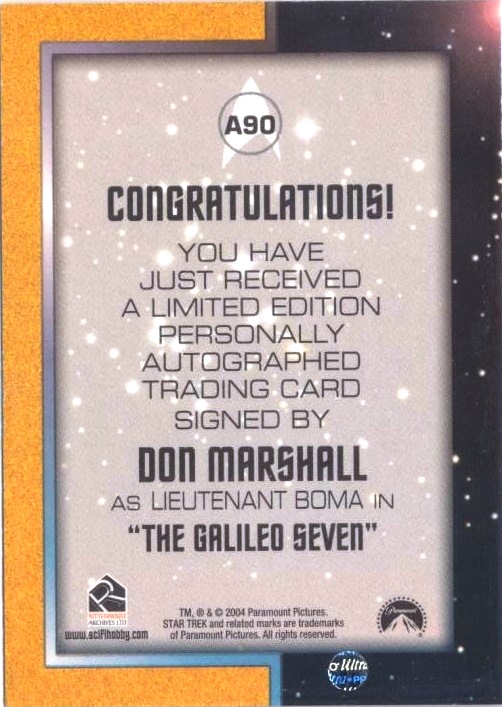 A90
CONGRATULATIONS!
YOU HAVE
JUST RECEIVED
A LIMITED EDITION
PERSONALLY
AUTOGRAPHED
TRADING CARD
SIGNED BY
DON MARSHALL
AS LIEUTENANT BOMA IN
"THE GALILEO SEVEN"
RITTENHOUSE
ARCHIVES LTD
www.scifihobby.com
TM, ® & © 2004 Paramount Pictures.
STAR TREK and related marks are trademarks
of Paramount Pictures. All rights reserved.
Paramount
Ultra